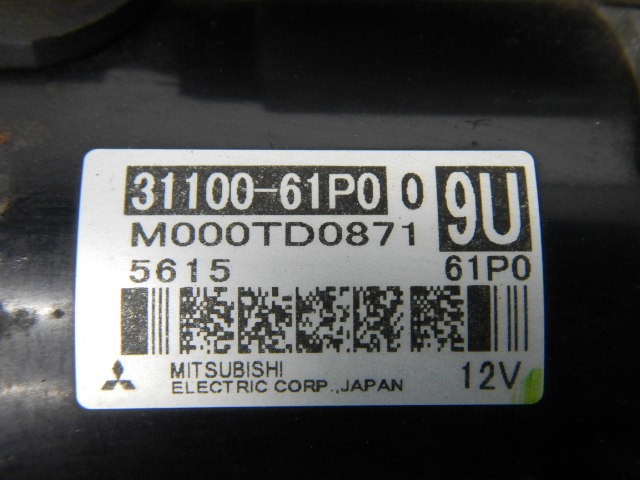 31100-61P0 0 9U
M000TD0871
5615 61P0
MITSUBISHI
ELECTRIC CORP.,JAPAN 12V